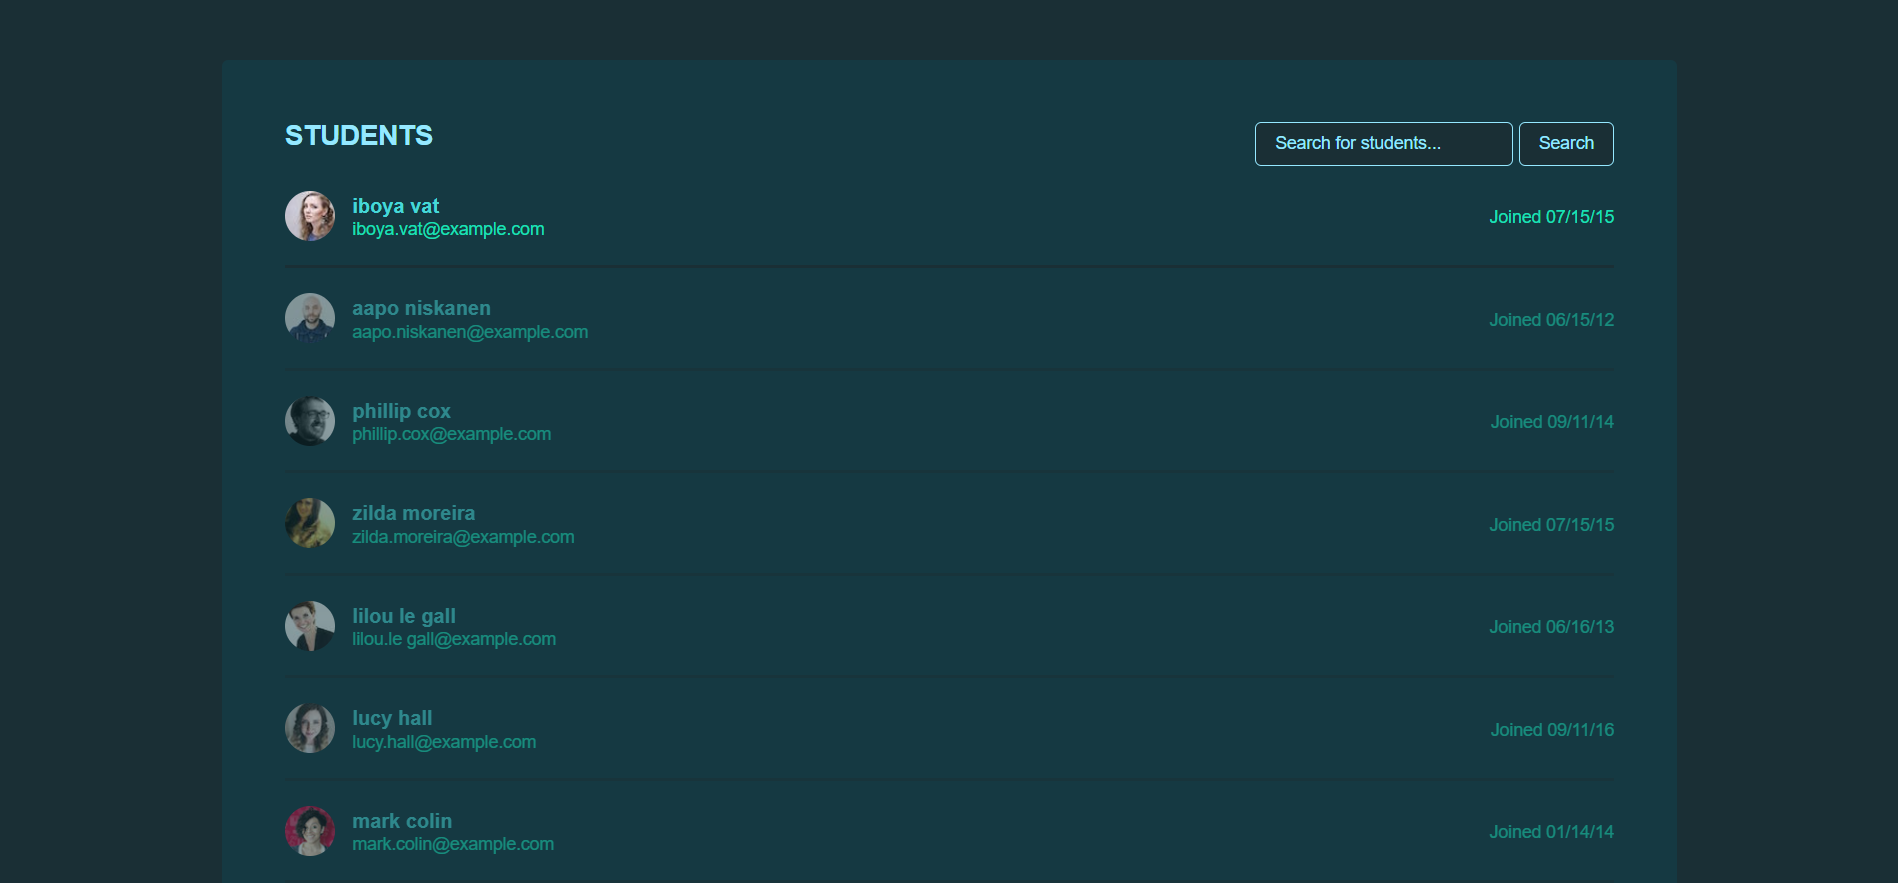 STUDENTS
Search for students...
Search
iboya vat
iboya.vat@example.com
Joined 07/15/15
aapo niskanen
aapo.niskanen@example.com
Joined 06/15/12
phillip cox
phillip.cox@example.com
Joined 09/11/14
zilda moreira
zilda.moreira@example.com
Joined 07/15/15
lilou le gall
lilou.le gall@example.com
Joined 06/16/13
lucy hall
lucy.hall@example.com
Joined 09/11/16
mark colin
mark.colin@example.com
Joined 01/14/14